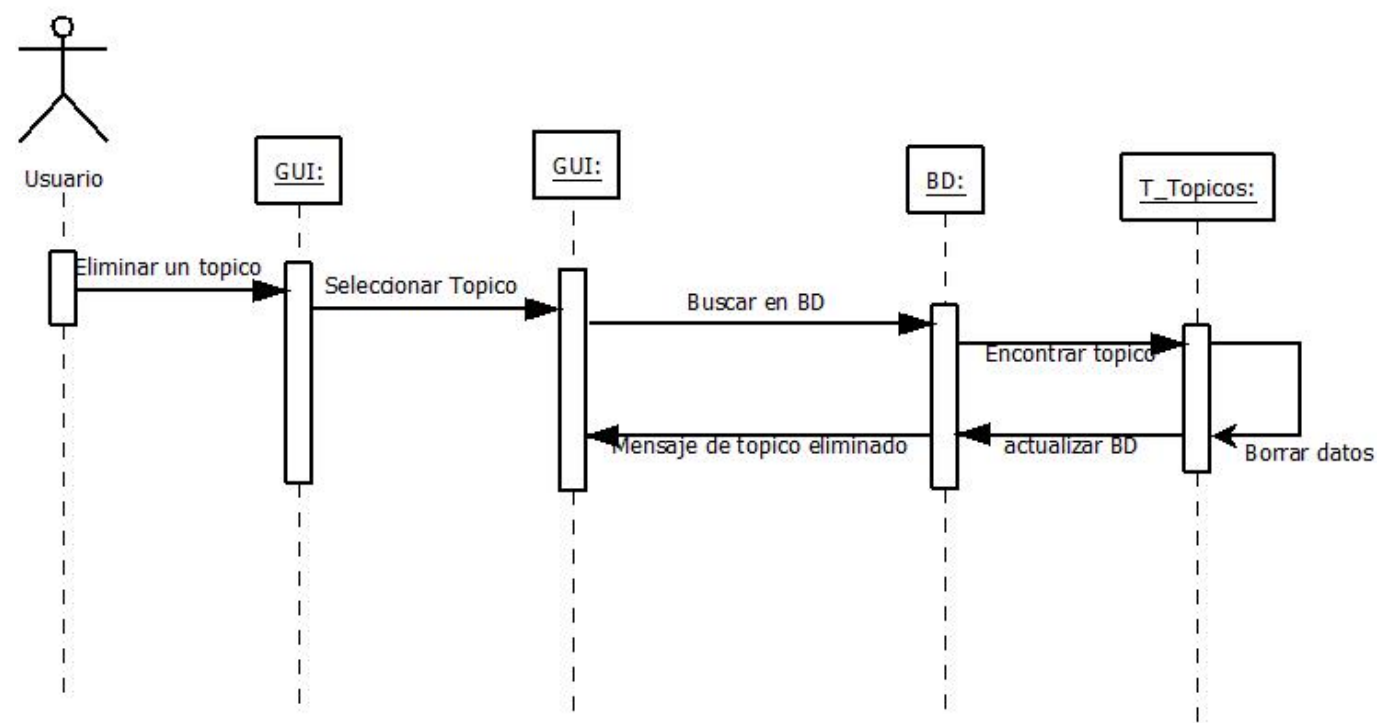 Usuario
GUI:
GUI:
BD:
T_Topicos:
Eliminar un topico
Seleccionar Topico
Buscar en BD
Encontrar topico
Mensaje de topico eliminado
actualizar BD
Borrar datos